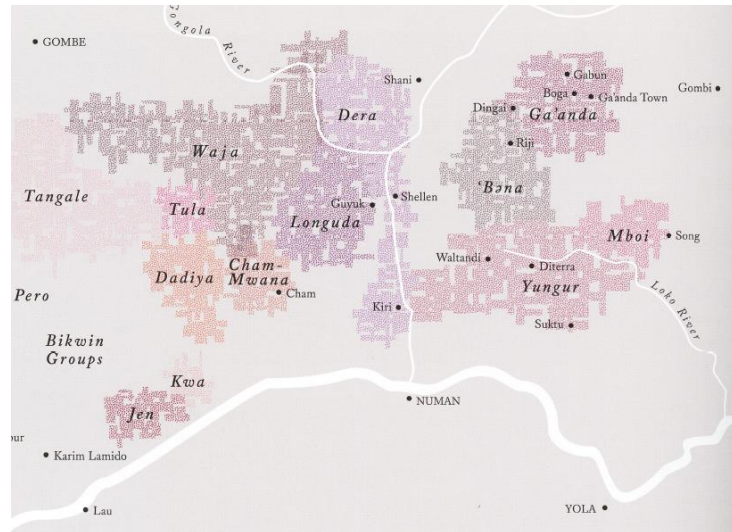 Gongola
River
GOMBE
Shani
Gabun
Gombi
Boga
Ga'anda Town
Dera
Dingai
Ga'anda
Waja
Riji
Tangale
Tula
Guyuk
Shellen
'Bəna
Longuda
Mboi
Song
Waltandi
Diterra
Dadiya
Cham-
Mwana
Cham
Yungur
Pero
Kiri
Loko River
Suktu
Bikwin
Groups
Kwa
Jen
NUMAN
our
Karim Lamido
Lau
YOLA